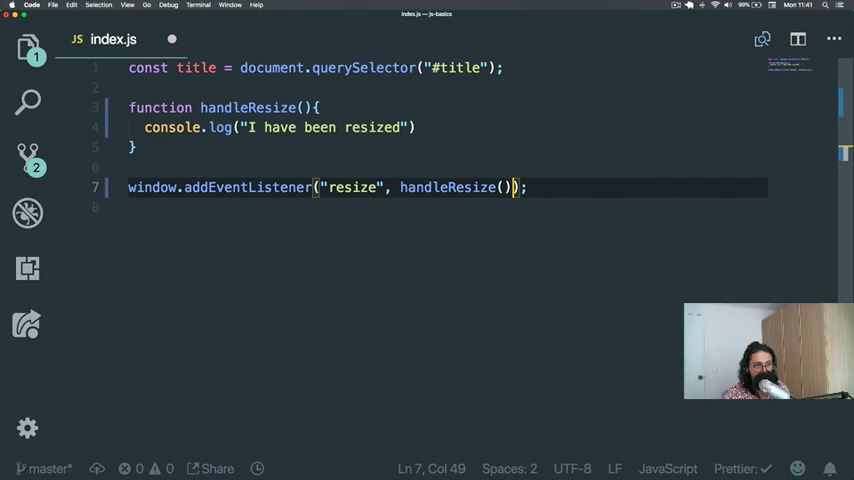 Code File Edit Selection View Go Debug Terminal Window Help 99% Mon 11:41
index.js — js-basics
JS index.js
1 const title = document.querySelector("#title");
2
3 function handleResize(){
4 console.log("I have been resized")
5 }
6
7 window.addEventListener("resize", handleResize());
8
1
2
master* 0 0 Share Ln 7, Col 49 Spaces: 2 UTF-8 LF JavaScript Prettier: ✓